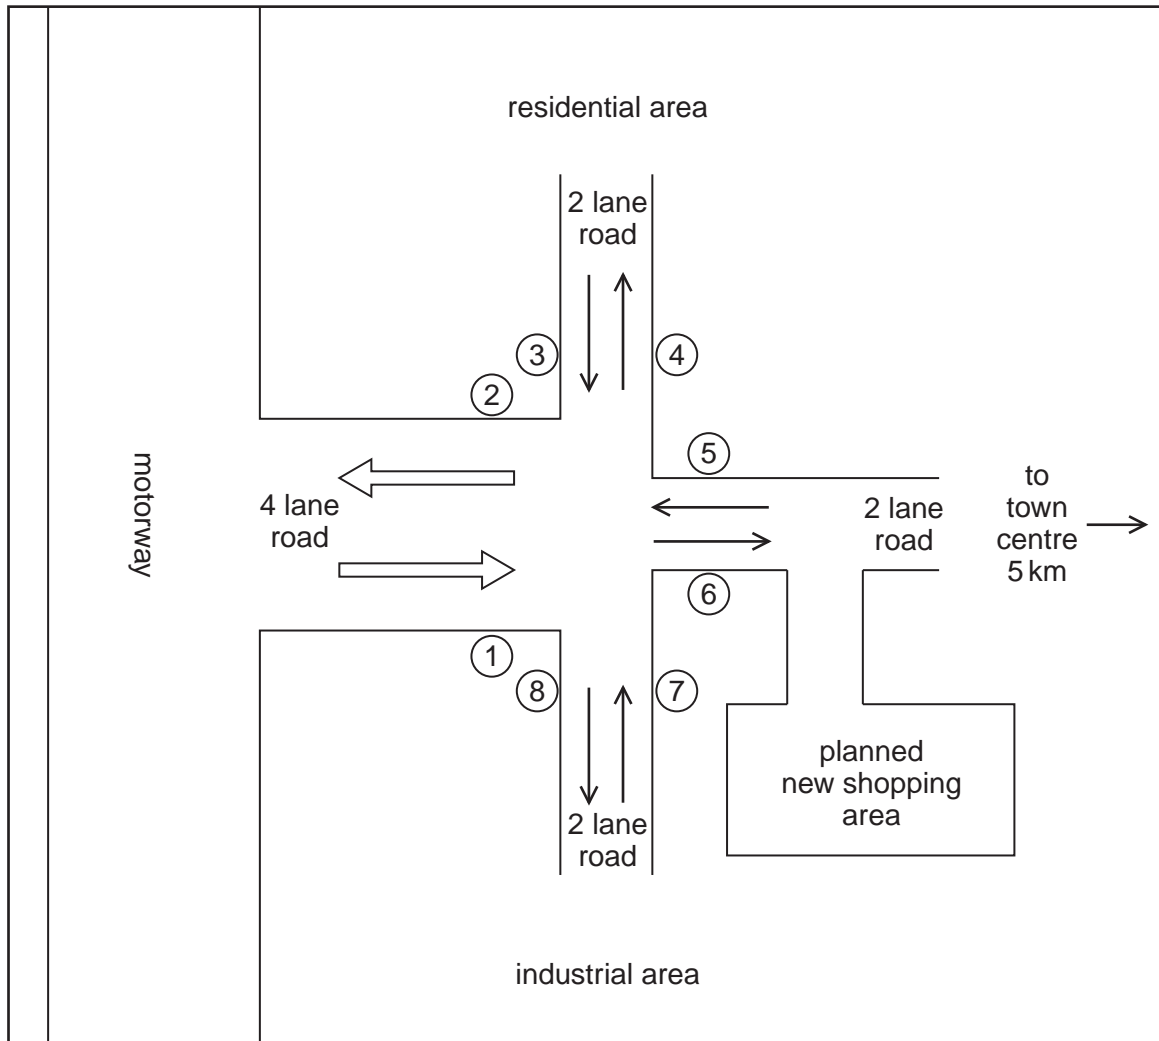 residential area
2 lane
road
3
4
2
5
motorway
4 lane
road
2 lane
road
to
town
centre
5 km
6
1
8
7
planned
new shopping
area
2 lane
road
industrial area